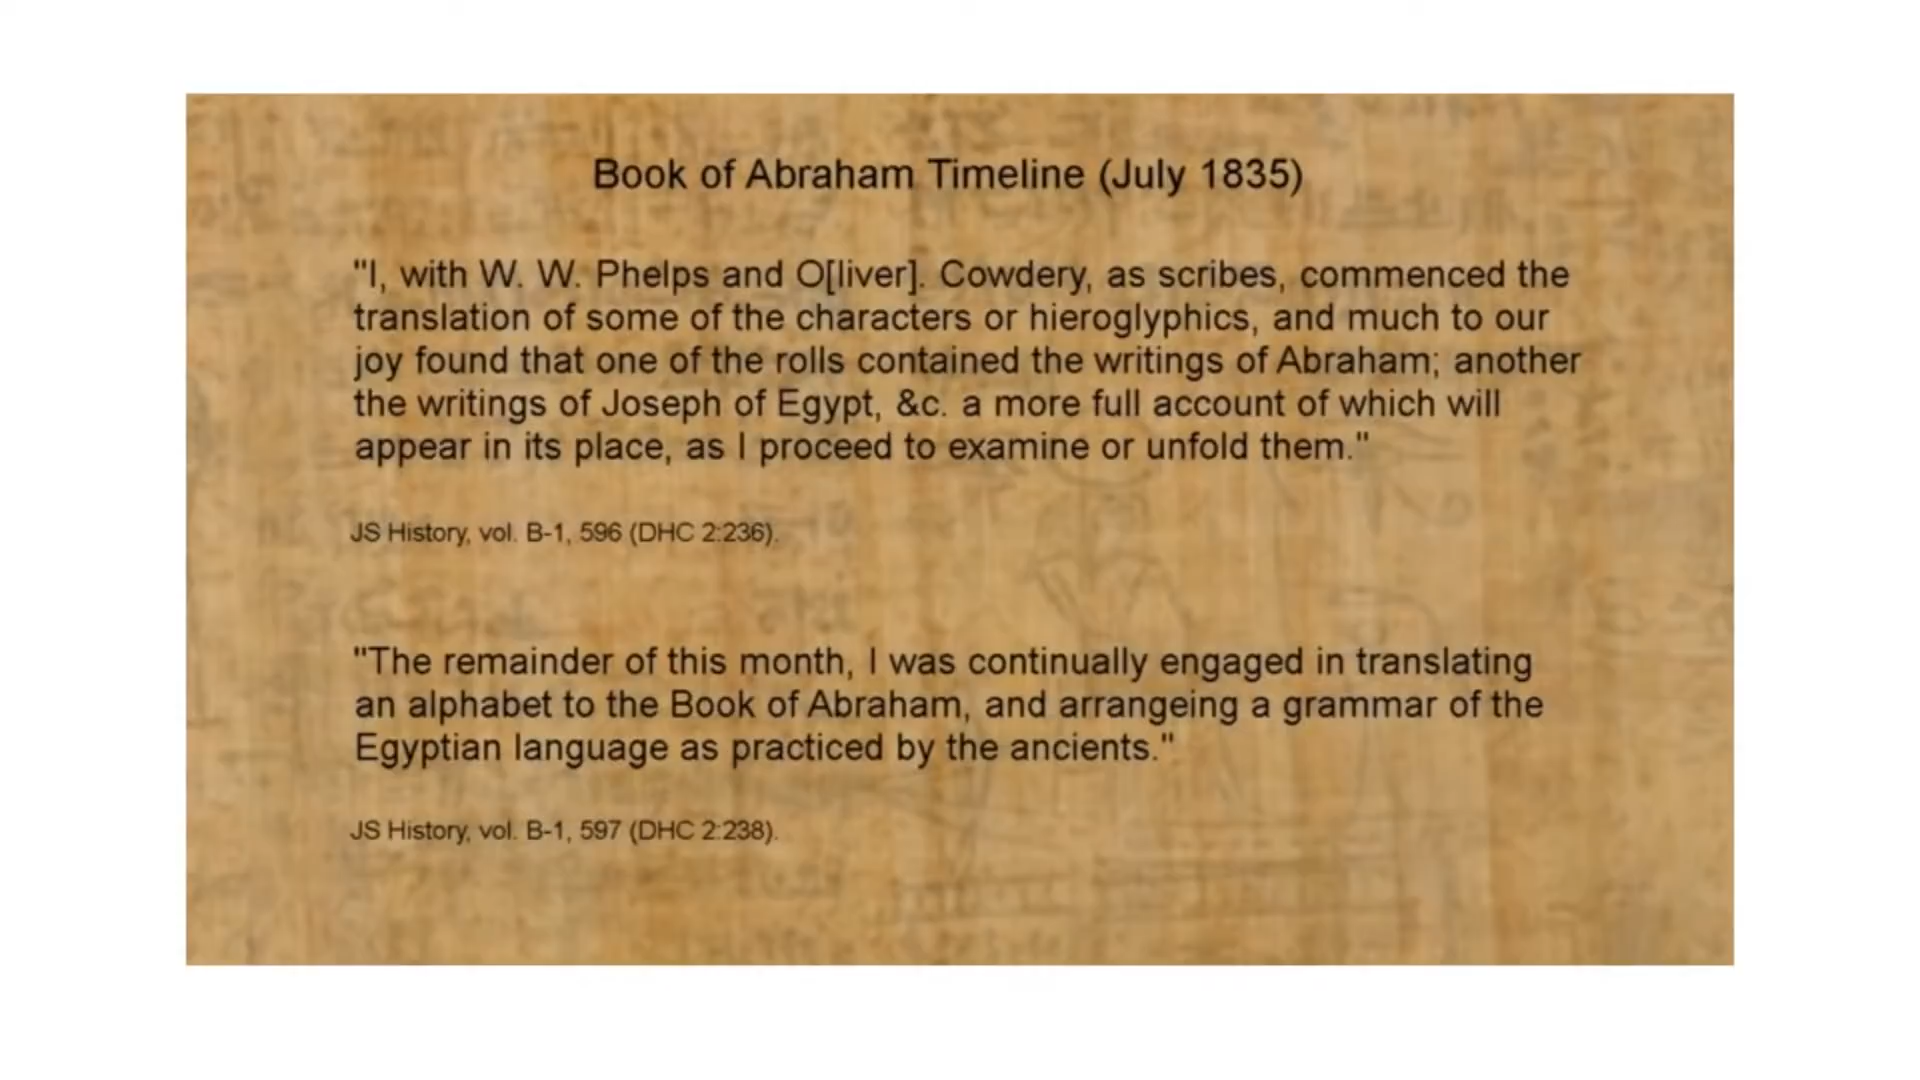 Book of Abraham Timeline (July 1835)
"I, with W. W. Phelps and O[liver]. Cowdery, as scribes, commenced the
translation of some of the characters or hieroglyphics, and much to our
joy found that one of the rolls contained the writings of Abraham; another
the writings of Joseph of Egypt, &c. a more full account of which will
appear in its place, as I proceed to examine or unfold them."
JS History, vol. B-1, 596 (DHC 2:236).
"The remainder of this month, I was continually engaged in translating
an alphabet to the Book of Abraham, and arrangeing a grammar of the
Egyptian language as practiced by the ancients."
JS History, vol. B-1, 597 (DHC 2:238).